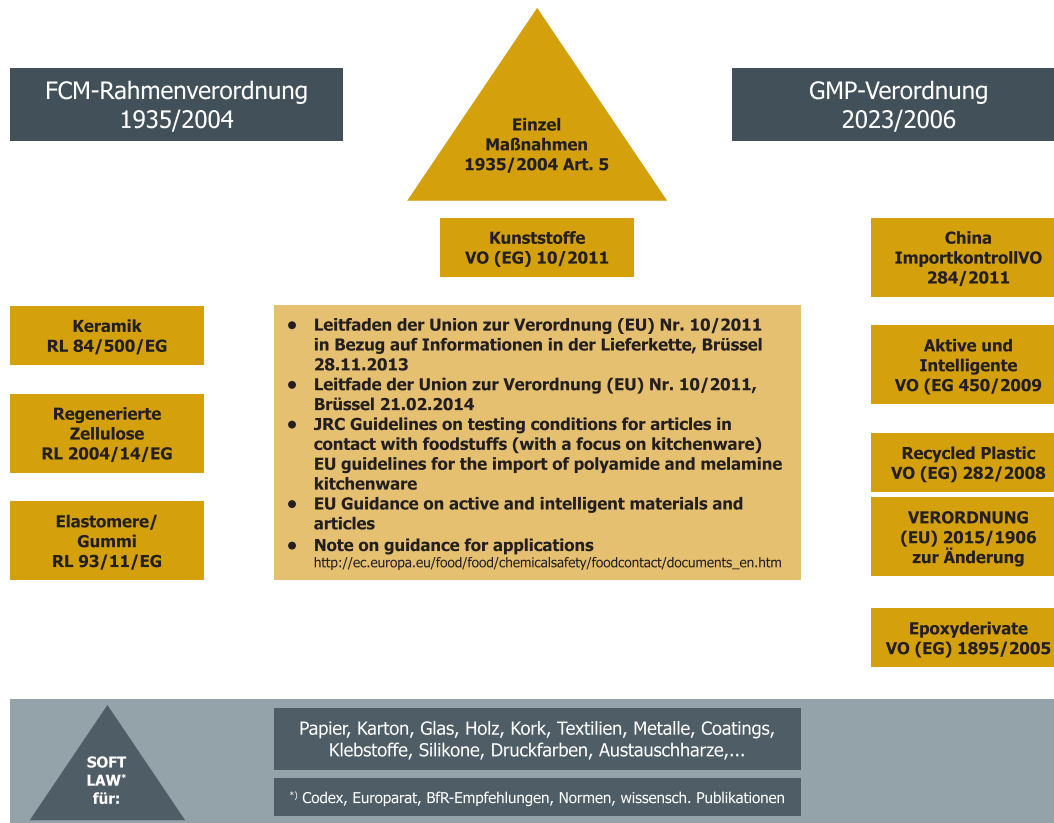 FCM-Rahmenverordnung
1935/2004
Einzel
Maßnahmen
1935/2004 Art. 5
GMP-Verordnung
2023/2006
Kunststoffe
VO (EG) 10/2011
Keramik
RL 84/500/EG
Regenerierte
Zellulose
RL 2004/14/EG
Elastomere/
Gummi
RL 93/11/EG
● Leitfaden der Union zur Verordnung (EU) Nr. 10/2011
in Bezug auf Informationen in der Lieferkette, Brüssel
28.11.2013
● Leitfade der Union zur Verordnung (EU) Nr. 10/2011,
Brüssel 21.02.2014
● JRC Guidelines on testing conditions for articles in
contact with foodstuffs (with a focus on kitchenware)
EU guidelines for the import of polyamide and melamine
kitchenware
● EU Guidance on active and intelligent materials and
articles
● Note on guidance for applications
http://ec.europa.eu/food/food/chemicalsafety/foodcontact/documents_en.htm
China
ImportkontrollVO
284/2011
Aktive und
Intelligente
VO (EG 450/2009
Recycled Plastic
VO (EG) 282/2008
VERORDNUNG
(EU) 2015/1906
zur Änderung
Epoxyderivate
VO (EG) 1895/2005
SOFT
LAW*)
für:
Papier, Karton, Glas, Holz, Kork, Textilien, Metalle, Coatings,
Klebstoffe, Silikone, Druckfarben, Austauschharze,...
*) Codex, Europarat, BfR-Empfehlungen, Normen, wissensch. Publikationen